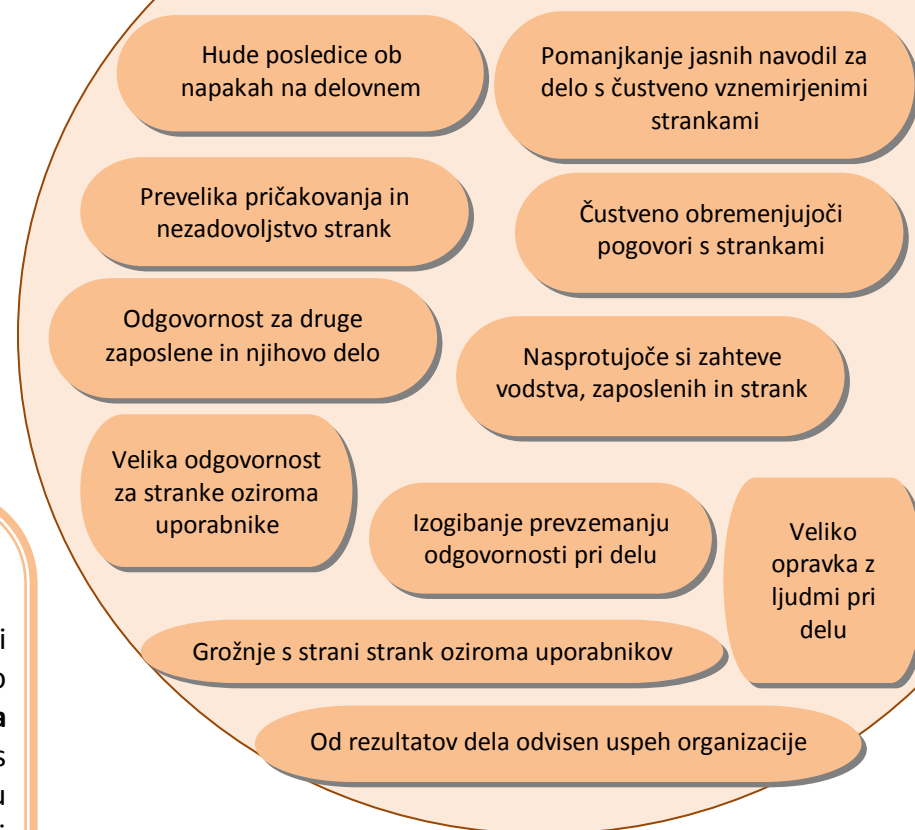 Hude posledice ob
napakah na delovnem
Pomanjkanje jasnih navodil za
delo s čustveno vznemirjenimi
strankami
Prevelika pričakovanja in
nezadovoljstvo strank
Čustveno obremenjujoči
pogovori s strankami
Odgovornost za druge
zaposlene in njihovo delo
Nasprotujoče si zahteve
vodstva, zaposlenih in strank
Velika odgovornost
za stranke oziroma
uporabnike
Izogibanje prevzemanju
odgovornosti pri delu
Veliko
opravka z
ljudmi pri
delu
Grožnje s strani strank oziroma uporabnikov
Od rezultatov dela odvisen uspeh organizacije